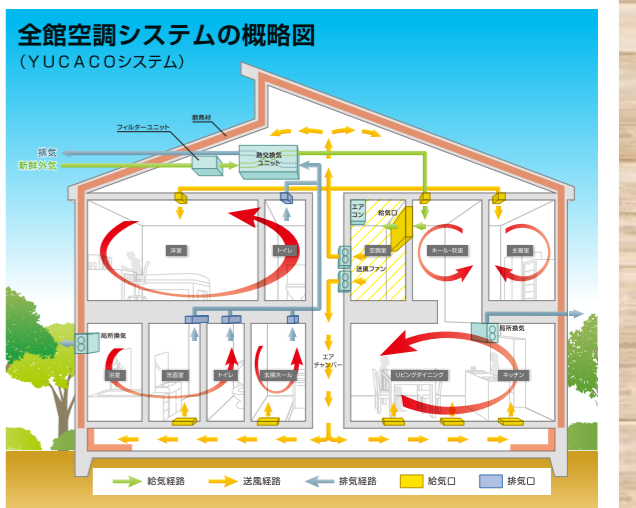 全館空調システムの概略図
（YUCACOシステム）
断熱材
フィルターユニット
排気
新鮮外気
熱交換気
ユニット
エア
コン
給気口
洋室
トイレ
空調室
ホール・吹抜
主寝室
送風ファン
局所換気
局所換気
エア
チャンバー
浴室
洗面室
トイレ
玄関ホール
リビングダイニング
キッチン
給気経路
送風経路
排気経路
給気口
排気口